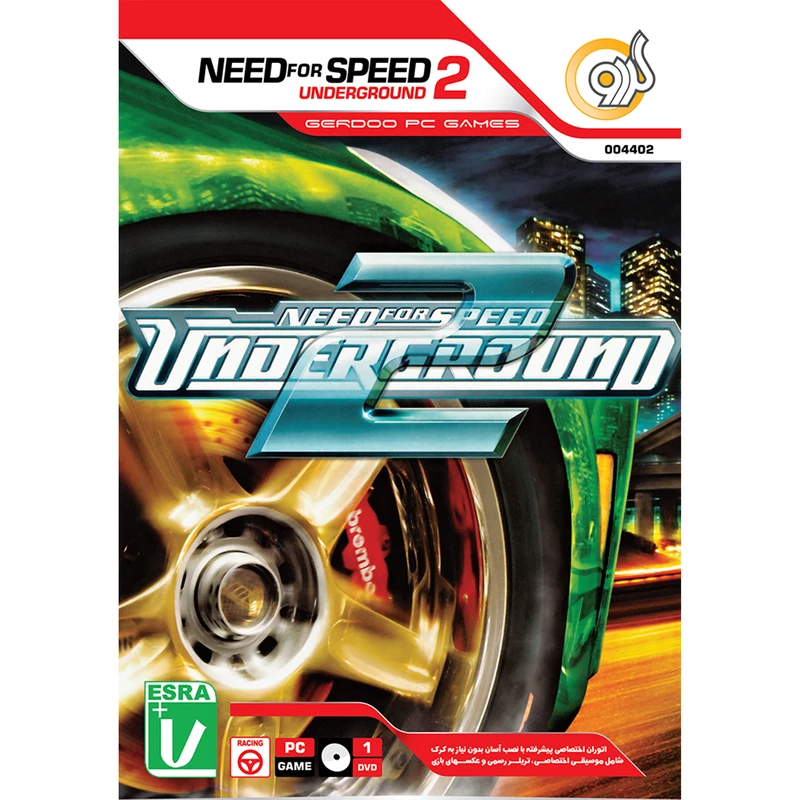 NEED FOR SPEED 2
UNDERGROUND
گردو
GERDOO PC GAMES
004402
2
NEED FOR SPEED
UNDERGROUND
brembo
ESRA
+۷
RACING
PC
GAME
1
DVD
اتوران اختصاصی پیشرفته با نصب آسان بدون نیاز به کرک
شامل موسیقی اختصاصی، تریلر رسمی و عکسهای بازی